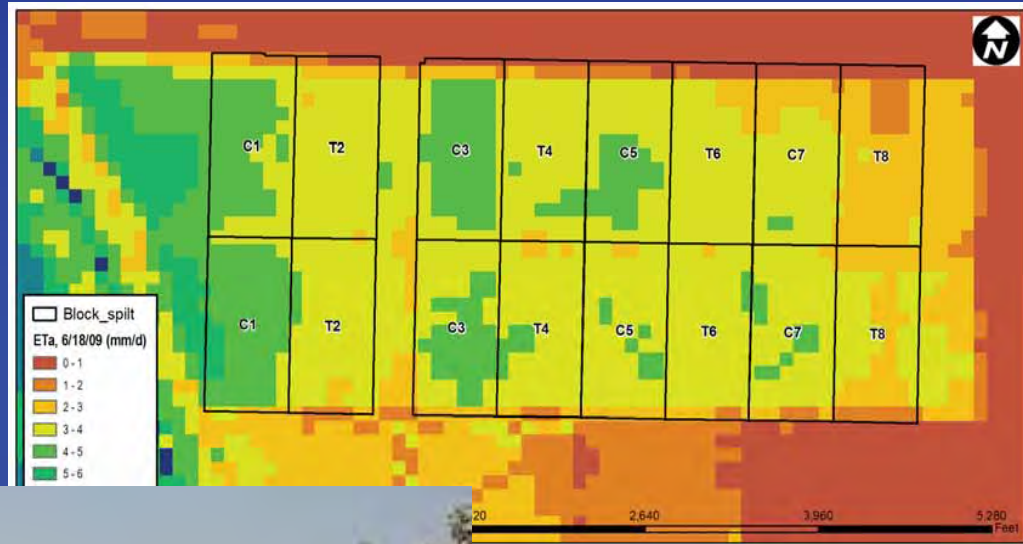 N
C1 T2 C3 T4 C5 T6 C7 T8
C1 T2 C3 T4 C5 T6 C7 T8
Block_spilt
ETa, 6/18/09 (mm/d)
0 - 1
1 - 2
2 - 3
3 - 4
4 - 5
5 - 6
20 2,640 3,960 5,280
Feet